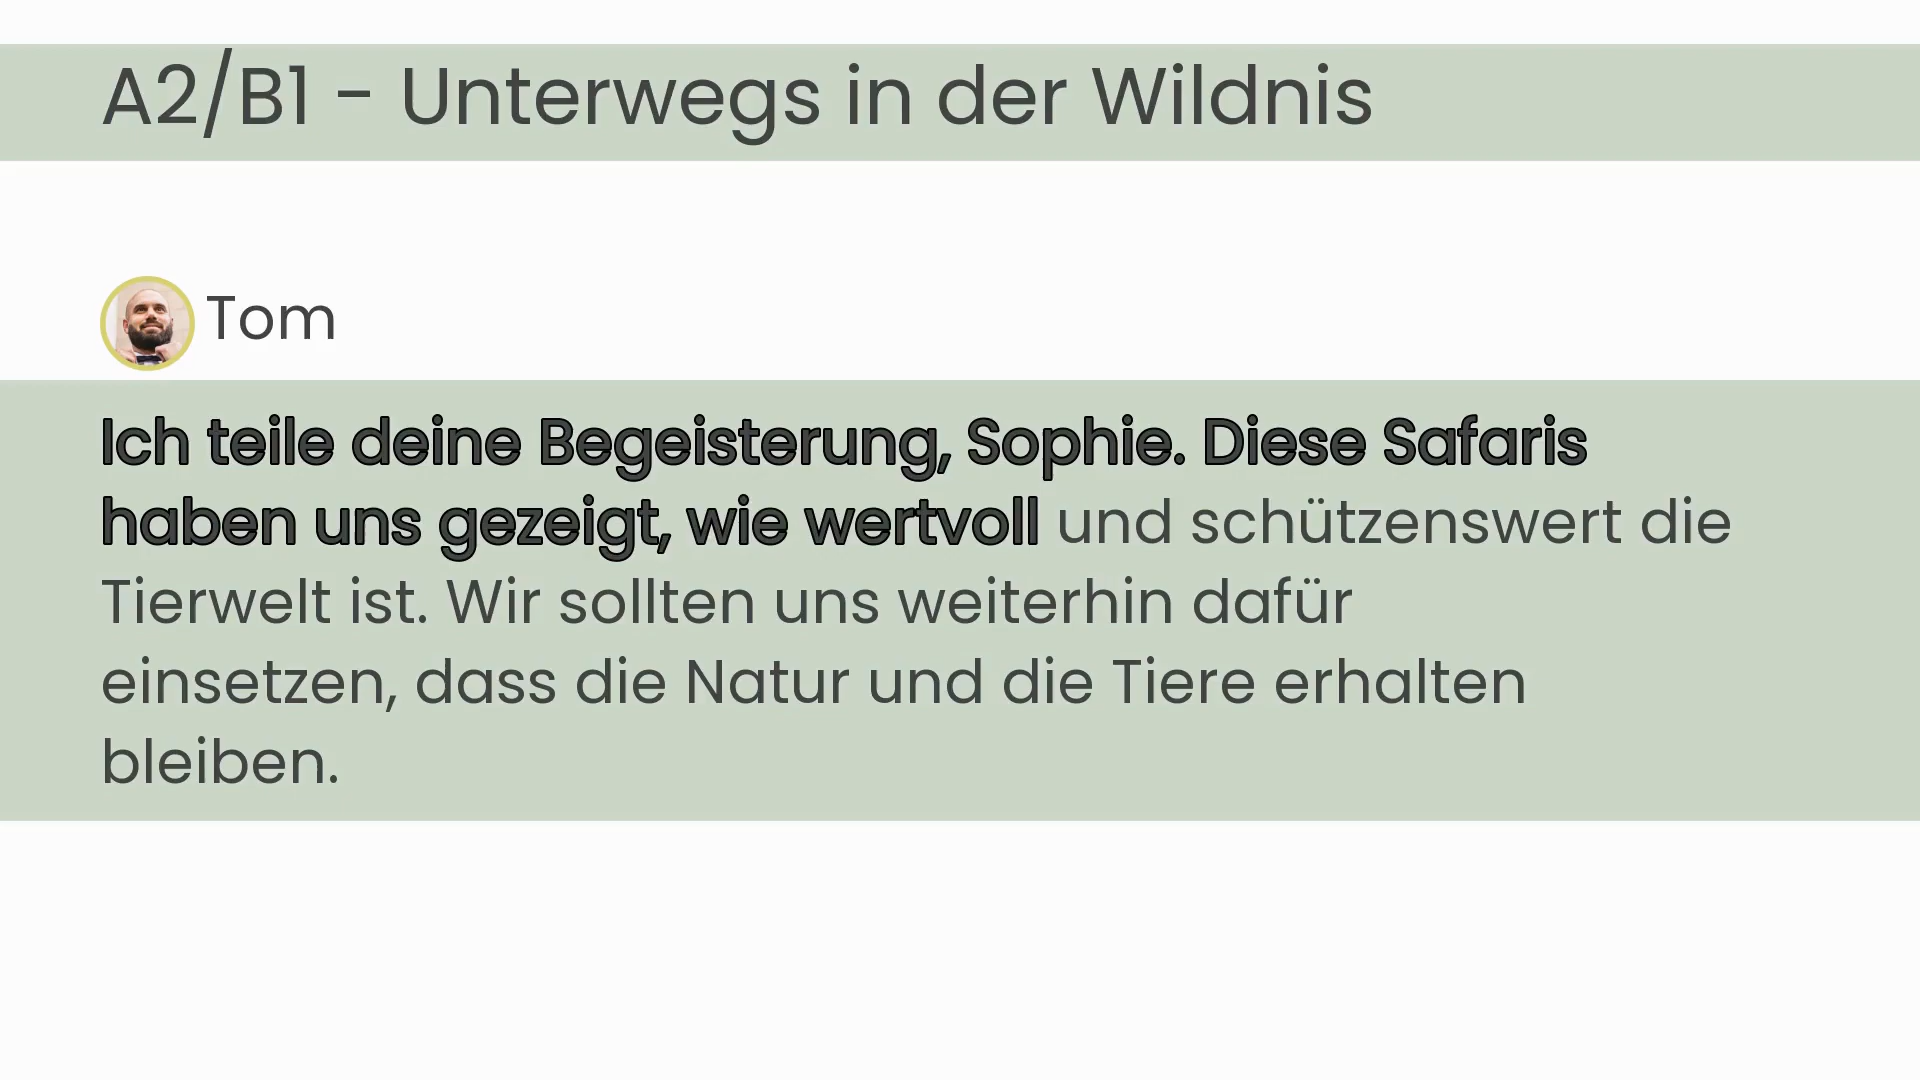 A2/B1 - Unterwegs in der Wildnis
Tom
Ich teile deine Begeisterung, Sophie. Diese Safaris
haben uns gezeigt, wie wertvoll und schützenswert die
Tierwelt ist. Wir sollten uns weiterhin dafür
einsetzen, dass die Natur und die Tiere erhalten
bleiben.